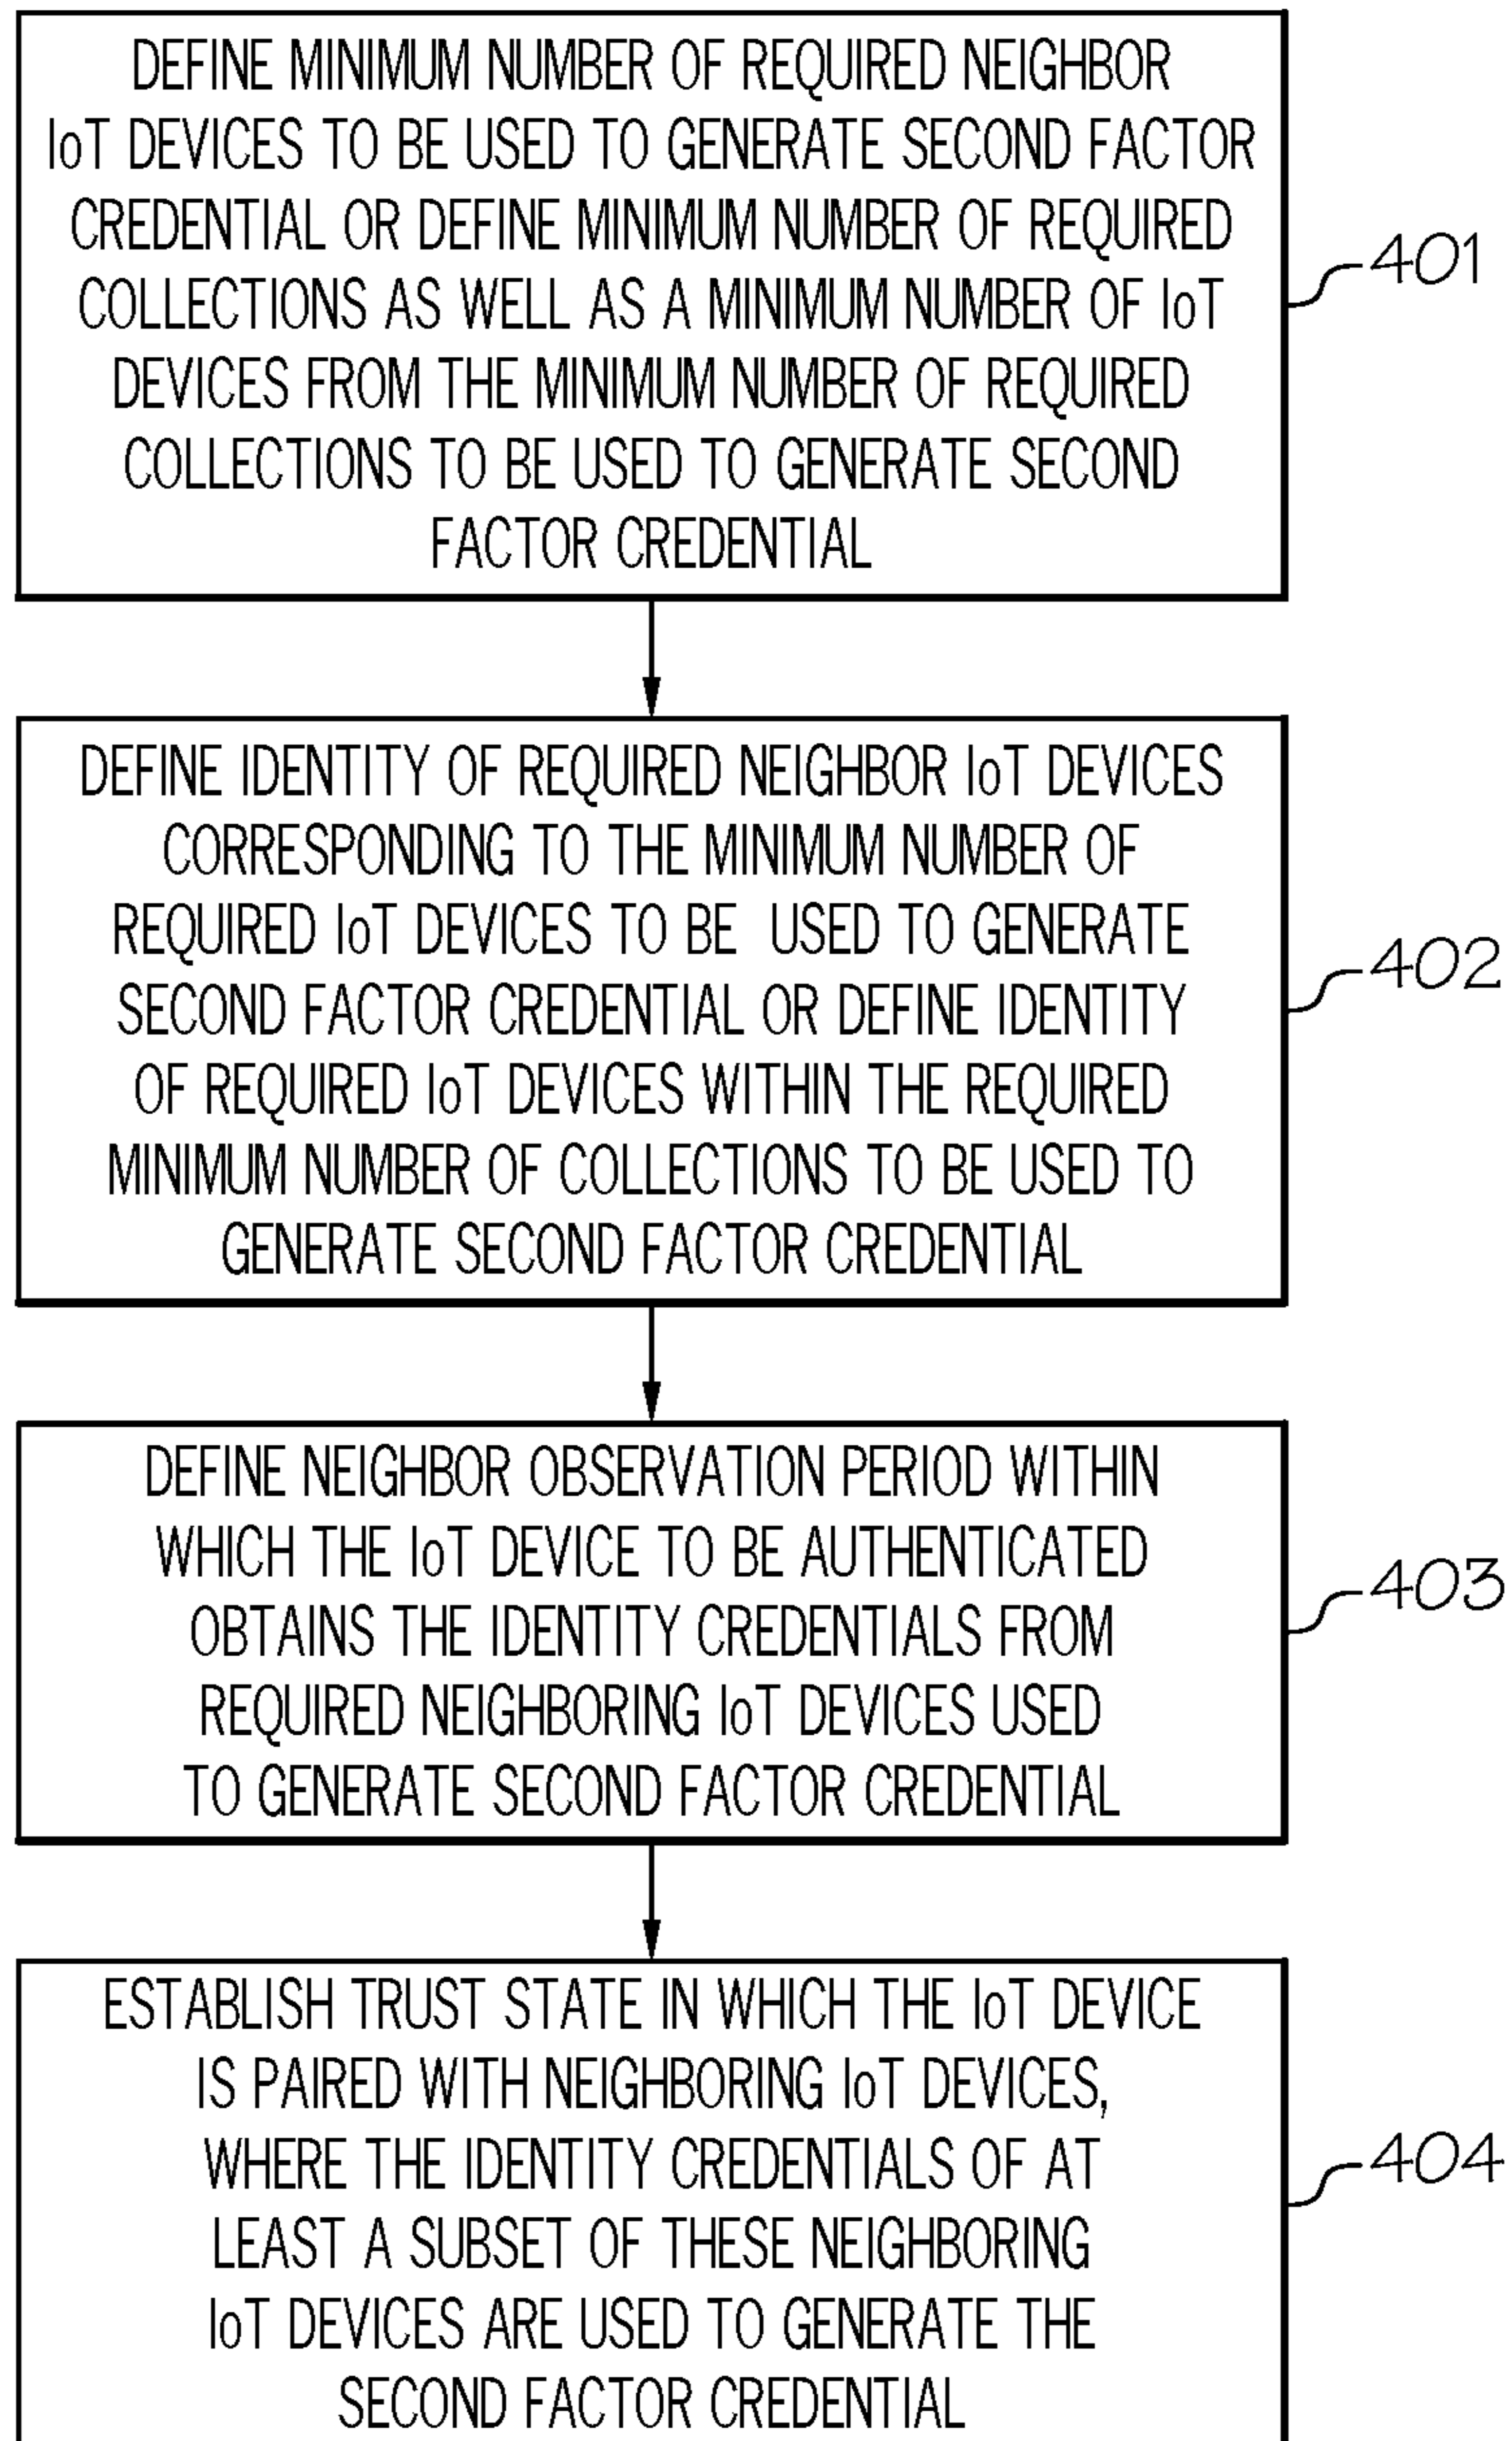 DEFINE MINIMUM NUMBER OF REQUIRED NEIGHBOR
IoT DEVICES TO BE USED TO GENERATE SECOND FACTOR
CREDENTIAL OR DEFINE MINIMUM NUMBER OF REQUIRED
COLLECTIONS AS WELL AS A MINIMUM NUMBER OF IoT
DEVICES FROM THE MINIMUM NUMBER OF REQUIRED
COLLECTIONS TO BE USED TO GENERATE SECOND
FACTOR CREDENTIAL
401
DEFINE IDENTITY OF REQUIRED NEIGHBOR IoT DEVICES
CORRESPONDING TO THE MINIMUM NUMBER OF
REQUIRED IoT DEVICES TO BE USED TO GENERATE
SECOND FACTOR CREDENTIAL OR DEFINE IDENTITY
OF REQUIRED IoT DEVICES WITHIN THE REQUIRED
MINIMUM NUMBER OF COLLECTIONS TO BE USED TO
GENERATE SECOND FACTOR CREDENTIAL
402
DEFINE NEIGHBOR OBSERVATION PERIOD WITHIN
WHICH THE IoT DEVICE TO BE AUTHENTICATED
OBTAINS THE IDENTITY CREDENTIALS FROM
REQUIRED NEIGHBORING IoT DEVICES USED
TO GENERATE SECOND FACTOR CREDENTIAL
403
ESTABLISH TRUST STATE IN WHICH THE IoT DEVICE
IS PAIRED WITH NEIGHBORING IoT DEVICES,
WHERE THE IDENTITY CREDENTIALS OF AT
LEAST A SUBSET OF THESE NEIGHBORING
IoT DEVICES ARE USED TO GENERATE THE
SECOND FACTOR CREDENTIAL
404